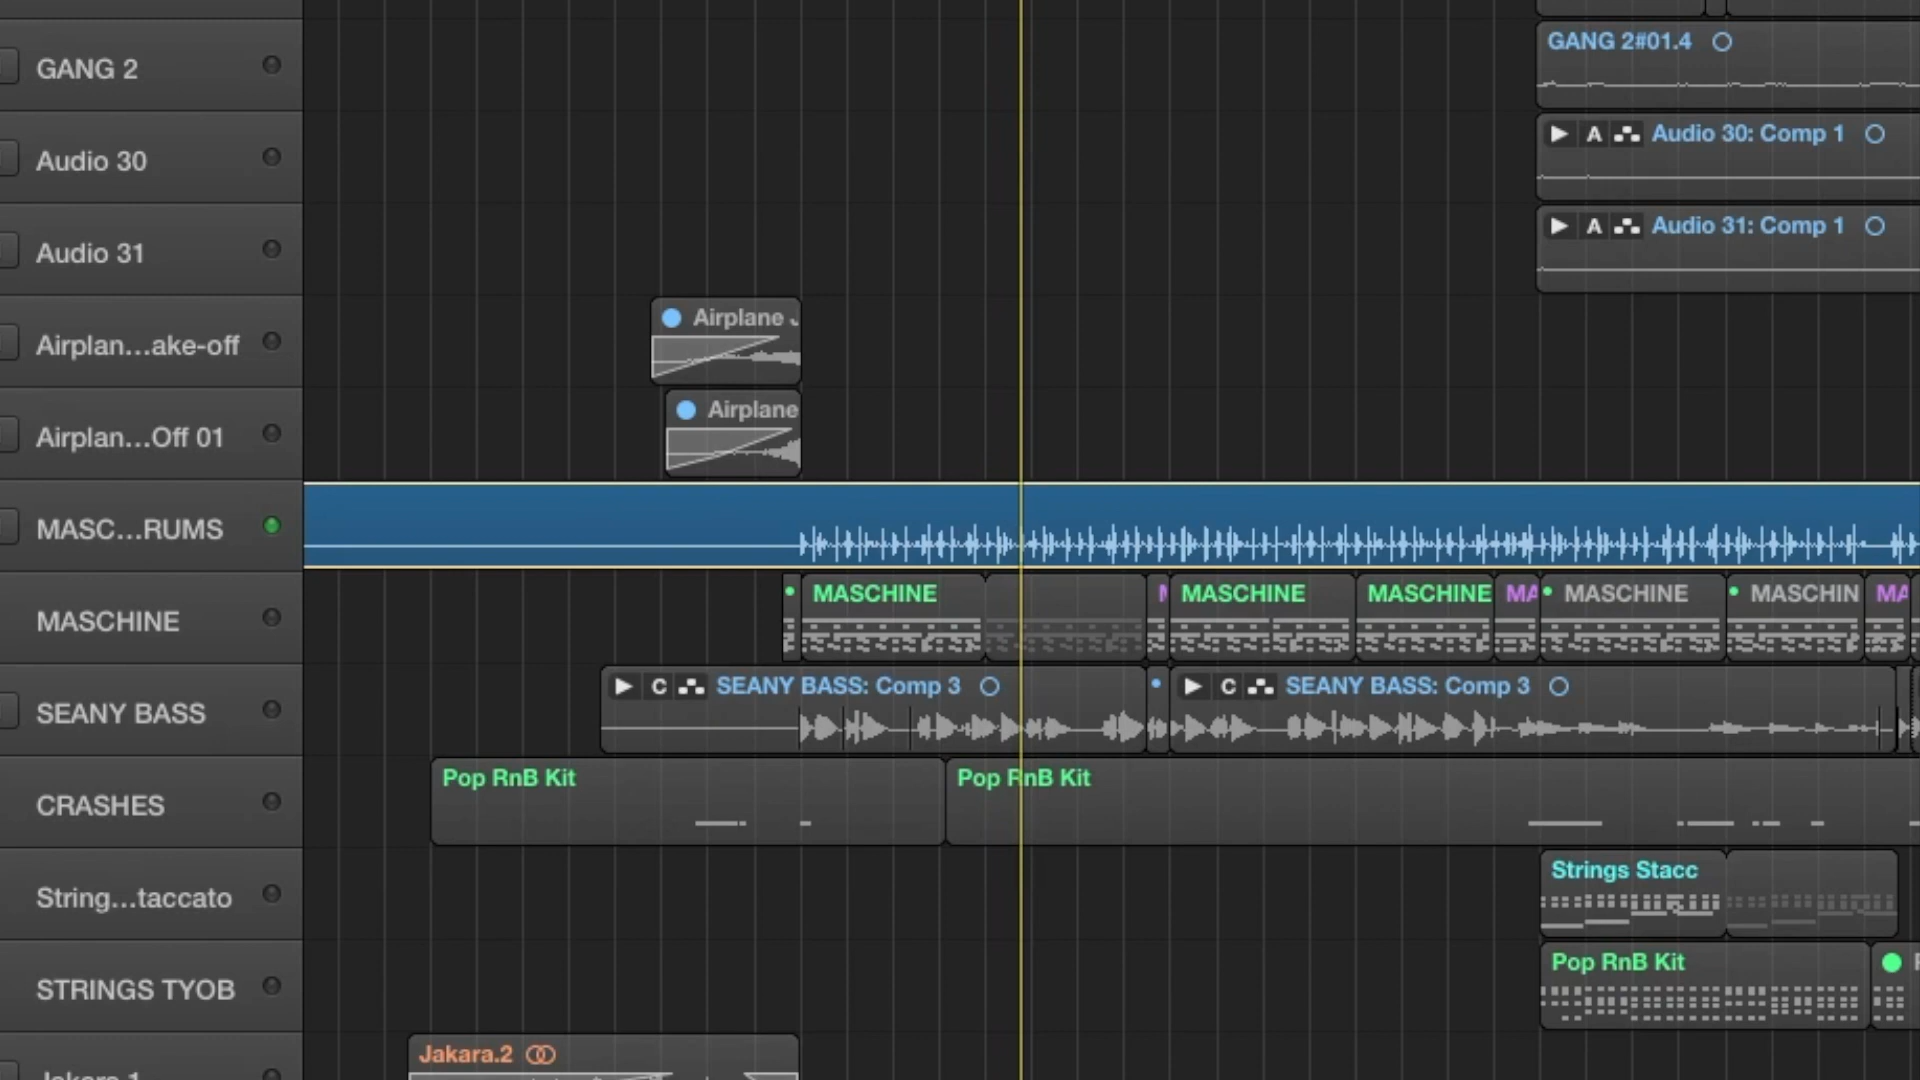 GANG 2
GANG 2#01.4
Audio 30
A Audio 30: Comp 1
Audio 31
A Audio 31: Comp 1
Airplan...ake-off
Airplane
Airplan...Off 01
Airplane
MASC...RUMS
MASCHINE
MASCHINE MASCHINE MASCHINE MA MASCHINE MASCHIN MA
SEANY BASS
C SEANY BASS: Comp 3 C SEANY BASS: Comp 3
CRASHES
Pop RnB Kit Pop RnB Kit
String...taccato
Strings Stacc
STRINGS TYOB
Pop RnB Kit
Jakara.2